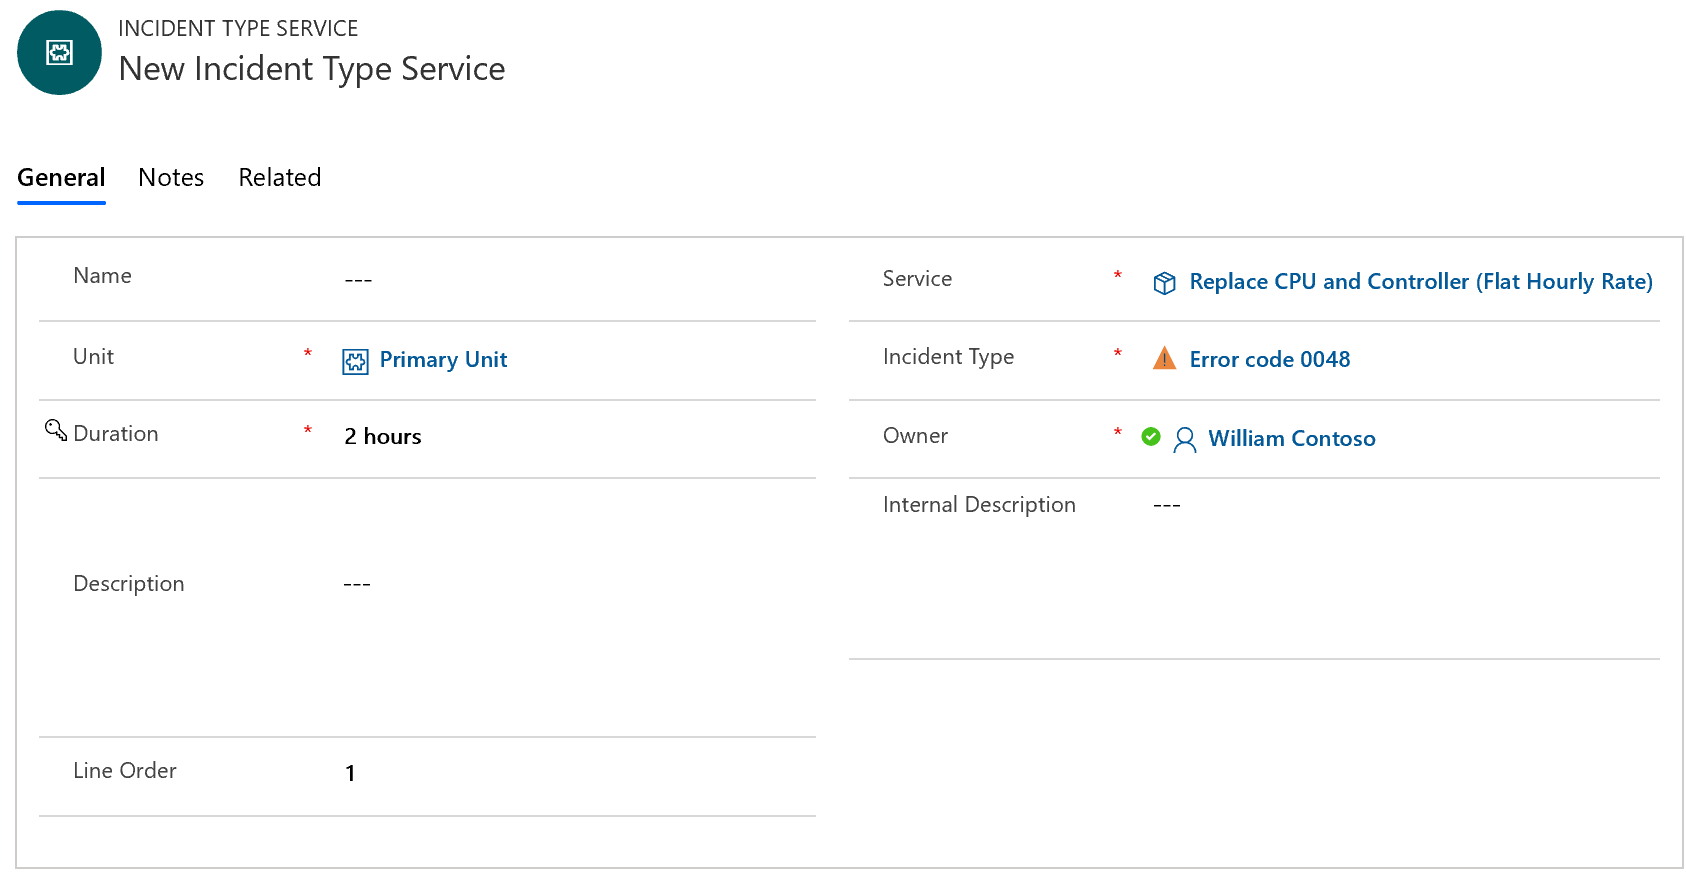 INCIDENT TYPE SERVICE
New Incident Type Service
General Notes Related
Name ---
Service * Replace CPU and Controller (Flat Hourly Rate)
Unit * Primary Unit
Incident Type * Error code 0048
Duration * 2 hours
Owner * William Contoso
Internal Description ---
Description ---
Line Order 1